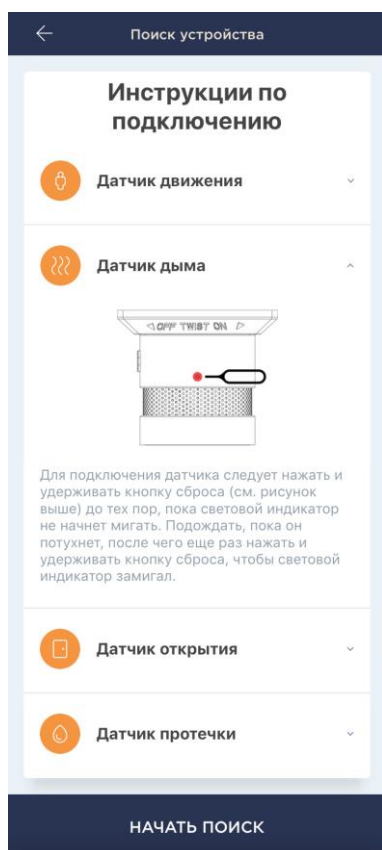 Поиск устройства
Инструкции по
подключению
Датчик движения
Датчик дыма
OFF TWIST ON
Для подключения датчика следует нажать и
удерживать кнопку сброса (см. рисунок
выше) до тех пор, пока световой индикатор
не начнет мигать. Подождать, пока он
потухнет, после чего еще раз нажать и
удерживать кнопку сброса, чтобы световой
индикатор замигал.
Датчик открытия
Датчик протечки
НАЧАТЬ ПОИСК